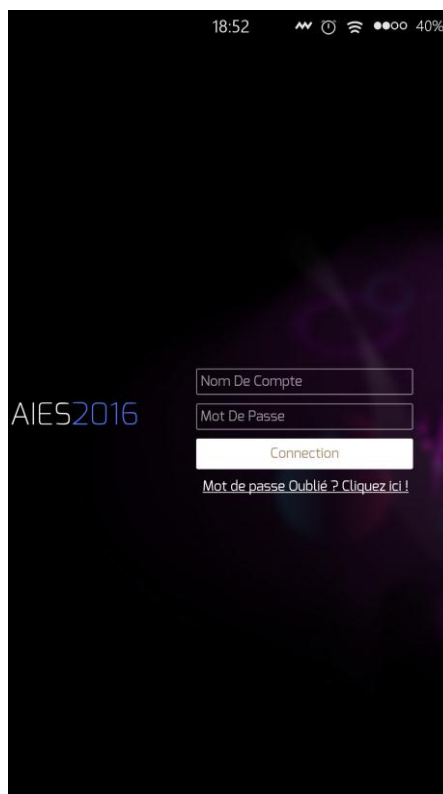 18:52 40%
Nom De Compte
AIES2016
Mot De Passe
Connection
Mot de passe Oublié ? Cliquez ici !